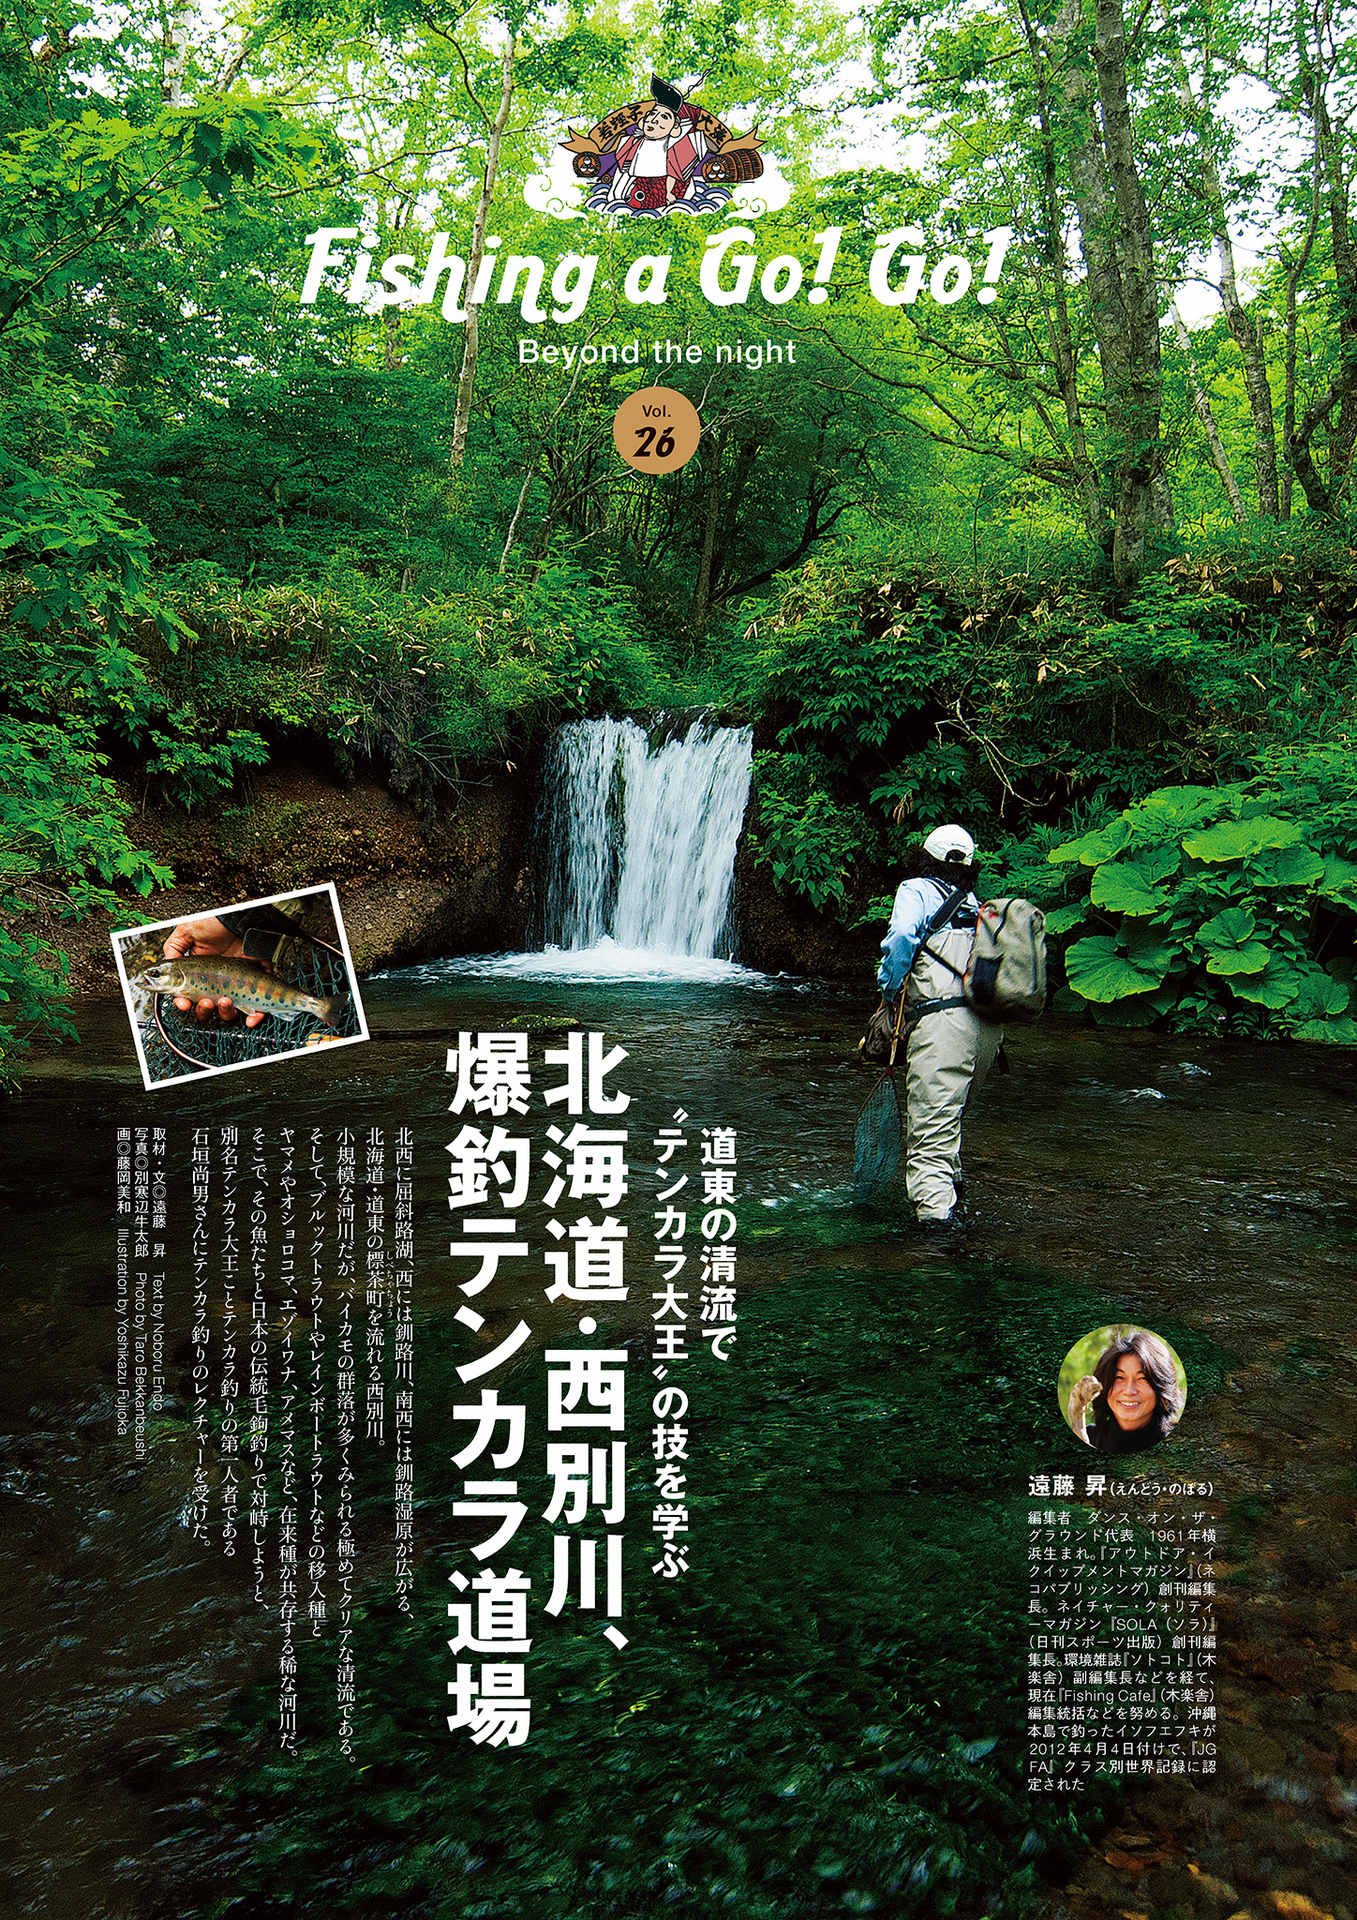 若蛭子
大漁
Fishing a Go! Go!
Beyond the night
Vol.
26
道東の清流で
〝テンカラ大王〟の技を学ぶ
北海道・西別川、
爆釣テンカラ道場
北西に屈斜路湖、西には釧路川、南西には釧路湿原が広がる、
北海道・道東の標茶町を流れる西別川。
しべちゃちょう
小規模な河川だが、バイカモの群落が多くみられる極めてクリアな清流である。
そして、ブルックトラウトやレインボートラウトなどの移入種と
ヤマメやオショロコマ、エゾイワナ、アメマスなど、在来種が共存する稀な河川だ。
そこで、その魚たちと日本の伝統毛鉤釣りで対峙しようと、
別名テンカラ大王ことテンカラ釣りの第一人者である
石垣尚男さんにテンカラ釣りのレクチャーを受けた。
取材・文◎遠藤 昇 Text by Noboru Endo
写真◎別寒辺牛太郎 Photo by Taro Bekkanbeushi
画◎藤岡美和 Illustration by Yoshikazu Fujioka
遠藤 昇(えんどう・のぼる)
編集者 ダンス・オン・ザ・
グラウンド代表 1961年横
浜生まれ。『アウトドア・イ
クイップメントマガジン』(ネ
コパブリッシング)創刊編集
長。ネイチャー・クォリティ
ーマガジン『SOLA(ソラ)』
(日刊スポーツ出版)創刊編
集長。環境雑誌『ソトコト』(木
楽舎)副編集長などを経て、
現在『Fishing Cafe』(木楽舎)
編集統括などを努める。沖縄
本島で釣ったイソフエフキが
2012年4月4日付けで、『JG
FA』クラス別世界記録に認
定された